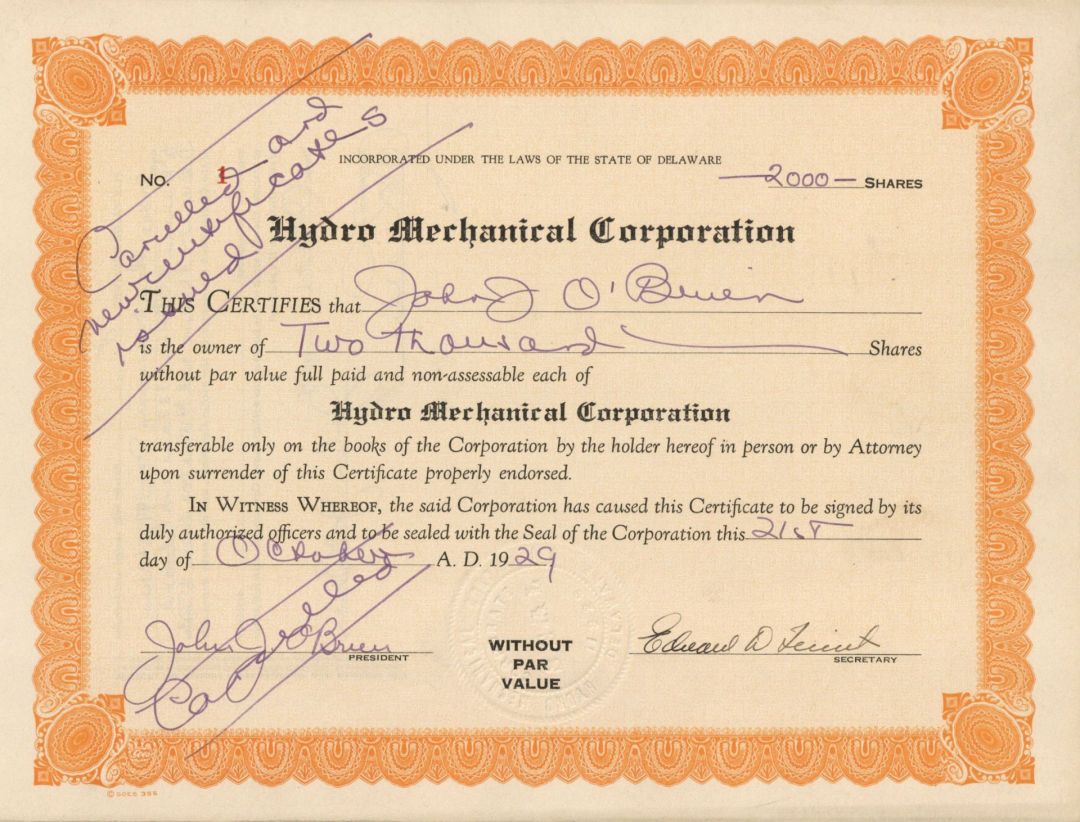 Cancelled and
new certificates
issued
INCORPORATED UNDER THE LAWS OF THE STATE OF DELAWARE
No. 1
2000 SHARES
Hydro Mechanical Corporation
THIS CERTIFIES that John J O'Brien
is the owner of Two thousand Shares
without par value full paid and non-assessable each of
Hydro Mechanical Corporation
transferable only on the books of the Corporation by the holder hereof in person or by Attorney
upon surrender of this Certificate properly endorsed.
IN WITNESS WHEREOF, the said Corporation has caused this Certificate to be signed by its
duly authorized officers and to be sealed with the Seal of the Corporation this 21st
day of October A. D. 1929
Cancelled
John J. O'Brien
PRESIDENT
WITHOUT
PAR
VALUE
Edward D
SECRETARY
© GOES 395